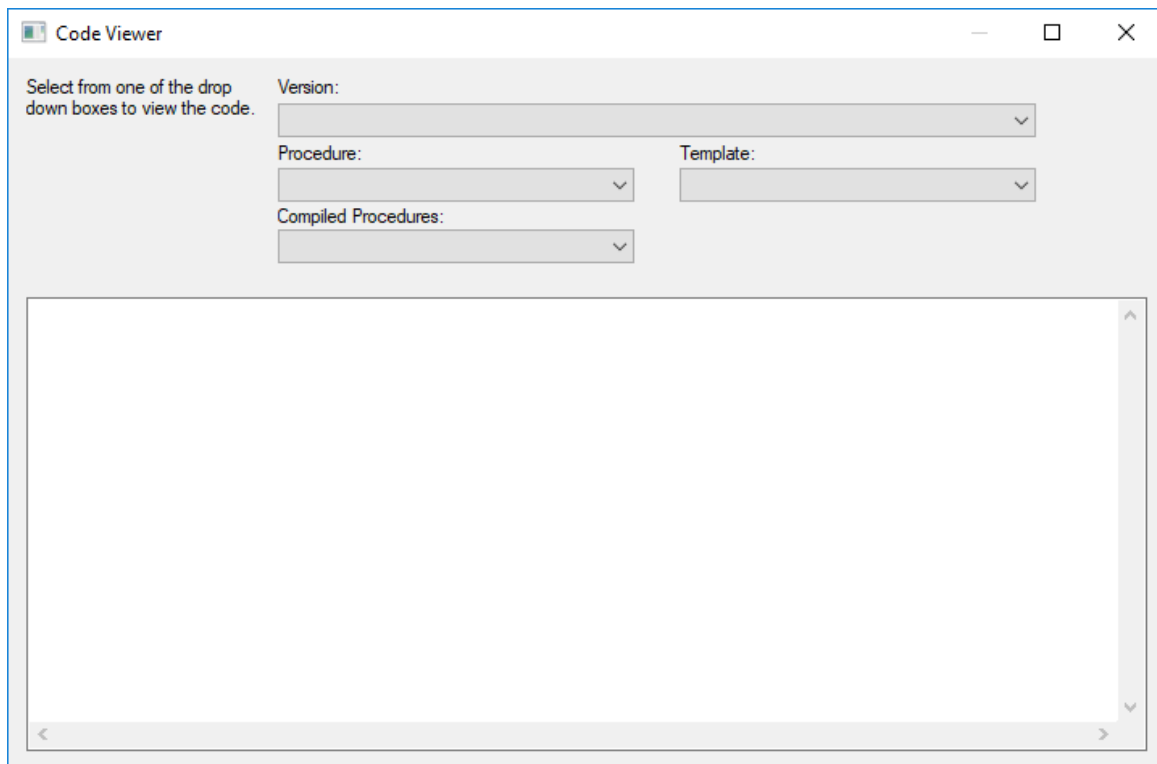 Code Viewer
Select from one of the drop
down boxes to view the code.
Version:
Procedure:
Template:
Compiled Procedures: